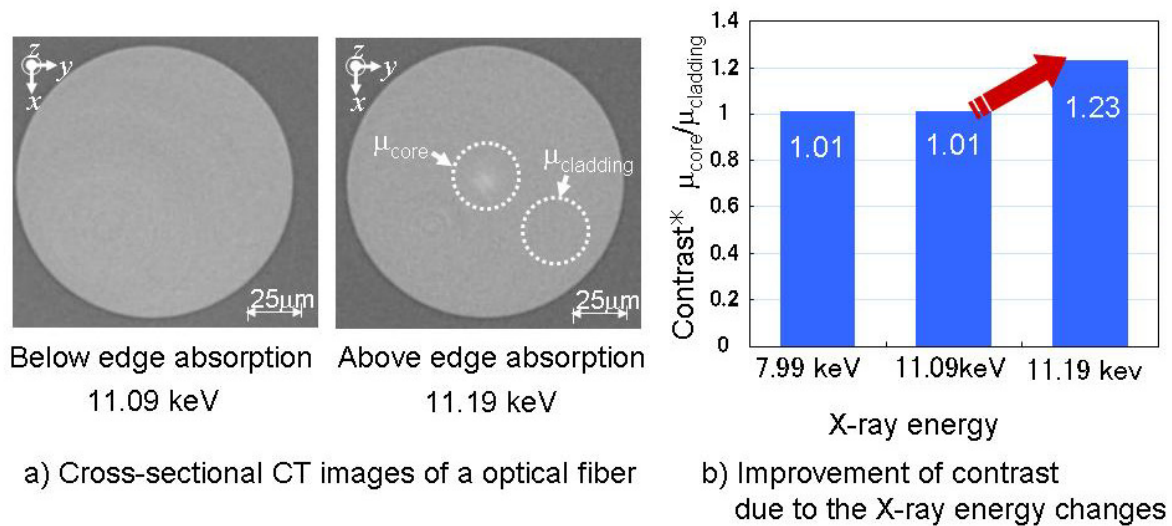 z
y
x
25μm
Below edge absorption
11.09 keV
z
y
x
μcore
μcladding
25μm
Above edge absorption
11.19 keV
a) Cross-sectional CT images of a optical fiber
Contrast* μcore/μcladding
1.4
1.2
1
0.8
0.6
0.4
0.2
0
1.01
1.01
1.23
7.99 keV
11.09keV
11.19 kev
X-ray energy
b) Improvement of contrast
due to the X-ray energy changes